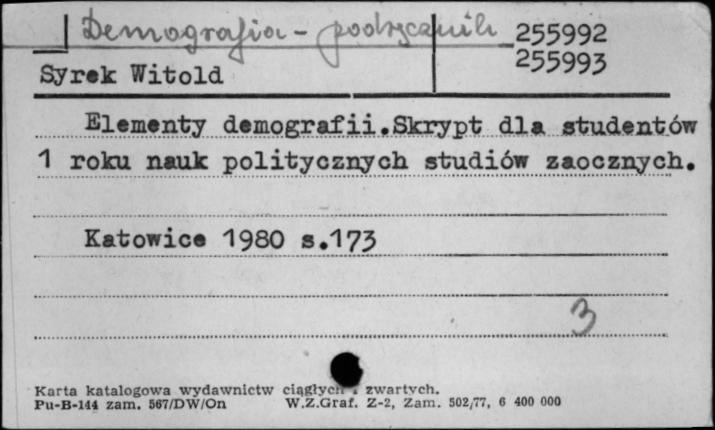 Demografia - podręcznik 255992
255993
Syrek Witold
Elementy demografii.Skrypt dla studentów
1 roku nauk politycznych studiów zaocznych.
Katowice 1980 s.173
3
Karta katalogowa wydawnictw ciągłych i zwartych.
Pu-B-144 zam. 567/DW/On W.Z.Graf. Z-2, Zam. 502/77, 6 400 000